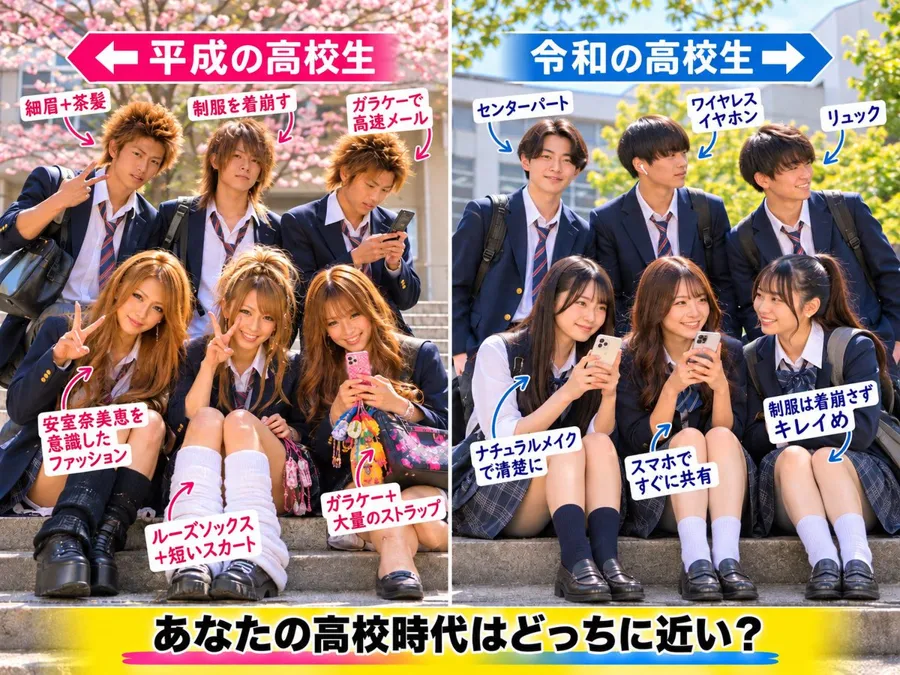 平成の高校生
細眉+茶髪
制服を着崩す
ガラケーで
高速メール
安室奈美恵を
意識した
ファッション
ルーズソックス
+短いスカート
ガラケー+
大量のストラップ
令和の高校生
センターパート
ワイヤレス
イヤホン
リュック
ナチュラルメイク
で清楚に
スマホで
すぐに共有
制服は着崩さず
キレイめ
あなたの高校時代はどっちに近い?